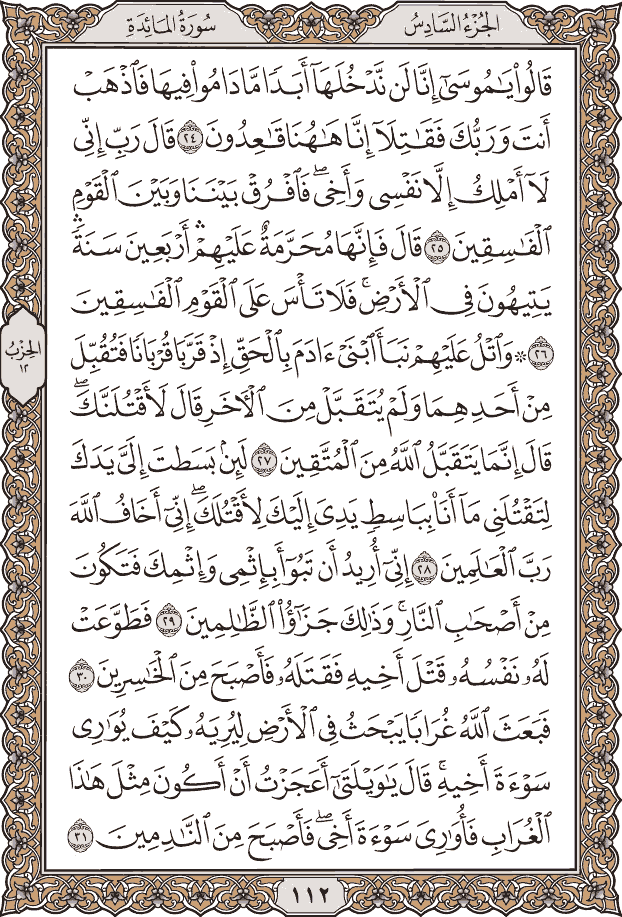 الجُزْءُ السَّادِسُ
سُورَةُ المَائِدَةِ
قَالُواْ يَٰمُوسَىٰٓ إِنَّا لَن نَّدۡخُلَهَآ أَبَدٗا مَّا دَامُواْ فِيهَا فَٱذۡهَبۡ
أَنتَ وَرَبُّكَ فَقَٰتِلَآ إِنَّا هَٰهُنَا قَٰعِدُونَ ٢٤ قَالَ رَبِّ إِنِّي
لَآ أَمۡلِكُ إِلَّا نَفۡسِي وَأَخِيۖ فَٱفۡرُقۡ بَيۡنَنَا وَبَيۡنَ ٱلۡقَوۡمِ
ٱلۡفَٰسِقِينَ ٢٥ قَالَ فَإِنَّهَا مُحَرَّمَةٌ عَلَيۡهِمۡۛ أَرۡبَعِينَ سَنَةٗۛ
يَتِيهُونَ فِي ٱلۡأَرۡضِۚ فَلَا تَأۡسَ عَلَى ٱلۡقَوۡمِ ٱلۡفَٰسِقِينَ
٢٦ ۞ وَٱتۡلُ عَلَيۡهِمۡ نَبَأَ ٱبۡنَيۡ ءَادَمَ بِٱلۡحَقِّ إِذۡ قَرَّبَا قُرۡبَانٗا فَتُقُبِّلَ
مِنۡ أَحَدِهِمَا وَلَمۡ يُتَقَبَّلۡ مِنَ ٱلۡأٓخَرِ قَالَ لَأَقۡتُلَنَّكَۖ
قَالَ إِنَّمَا يَتَقَبَّلُ ٱللَّهُ مِنَ ٱلۡمُتَّقِينَ ٢٧ لَئِنۢ بَسَطتَ إِلَيَّ يَدَكَ
لِتَقۡتُلَنِي مَآ أَنَا۠ بِبَاسِطٖ يَدِيَ إِلَيۡكَ لِأَقۡتُلَكَۖ إِنِّيٓ أَخَافُ ٱللَّهَ
رَبَّ ٱلۡعَٰلَمِينَ ٢٨ إِنِّيٓ أُرِيدُ أَن تَبُوٓأَ بِإِثۡمِي وَإِثۡمِكَ فَتَكُونَ
مِنۡ أَصۡحَٰبِ ٱلنَّارِۚ وَذَٰلِكَ جَزَٰٓؤُاْ ٱلظَّٰلِمِينَ ٢٩ فَطَوَّعَتۡ
لَهُۥ نَفۡسُهُۥ قَتۡلَ أَخِيهِ فَقَتَلَهُۥ فَأَصۡبَحَ مِنَ ٱلۡخَٰسِرِينَ ٣٠
فَبَعَثَ ٱللَّهُ غُرَابٗا يَبۡحَثُ فِي ٱلۡأَرۡضِ لِيُرِيَهُۥ كَيۡفَ يُوَٰرِي
سَوۡءَةَ أَخِيهِۚ قَالَ يَٰوَيۡلَتَىٰٓ أَعَجَزۡتُ أَنۡ أَكُونَ مِثۡلَ هَٰذَا
ٱلۡغُرَابِ فَأُوَٰرِيَ سَوۡءَةَ أَخِيۖ فَأَصۡبَحَ مِنَ ٱلنَّٰدِمِينَ ٣١
الحِزْبُ
١٢
١١٢